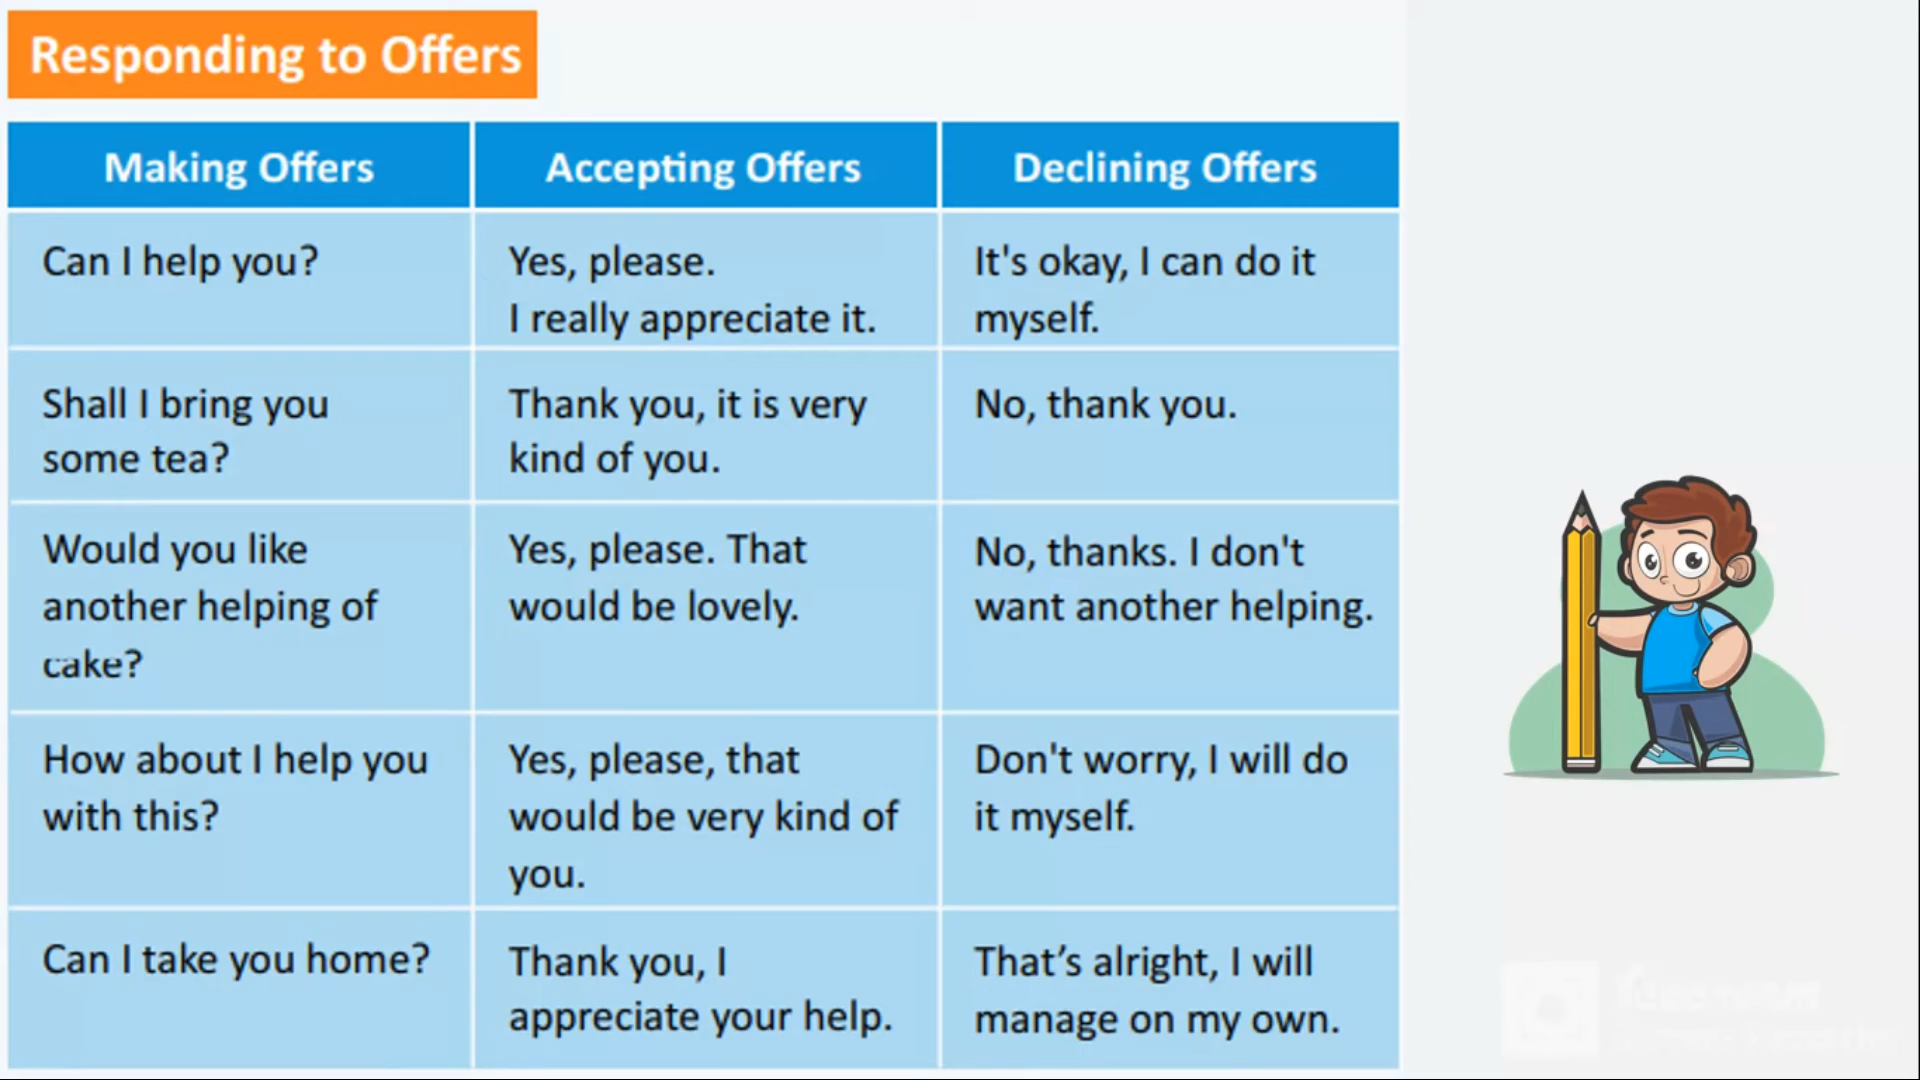 Responding to Offers
Making Offers
Accepting Offers
Declining Offers
Can I help you?
Yes, please.
I really appreciate it.
It's okay, I can do it
myself.
Shall I bring you
some tea?
Thank you, it is very
kind of you.
No, thank you.
Would you like
another helping of
cake?
Yes, please. That
would be lovely.
No, thanks. I don't
want another helping.
How about I help you
with this?
Yes, please, that
would be very kind of
you.
Don't worry, I will do
it myself.
Can I take you home?
Thank you, I
appreciate your help.
That’s alright, I will
manage on my own.